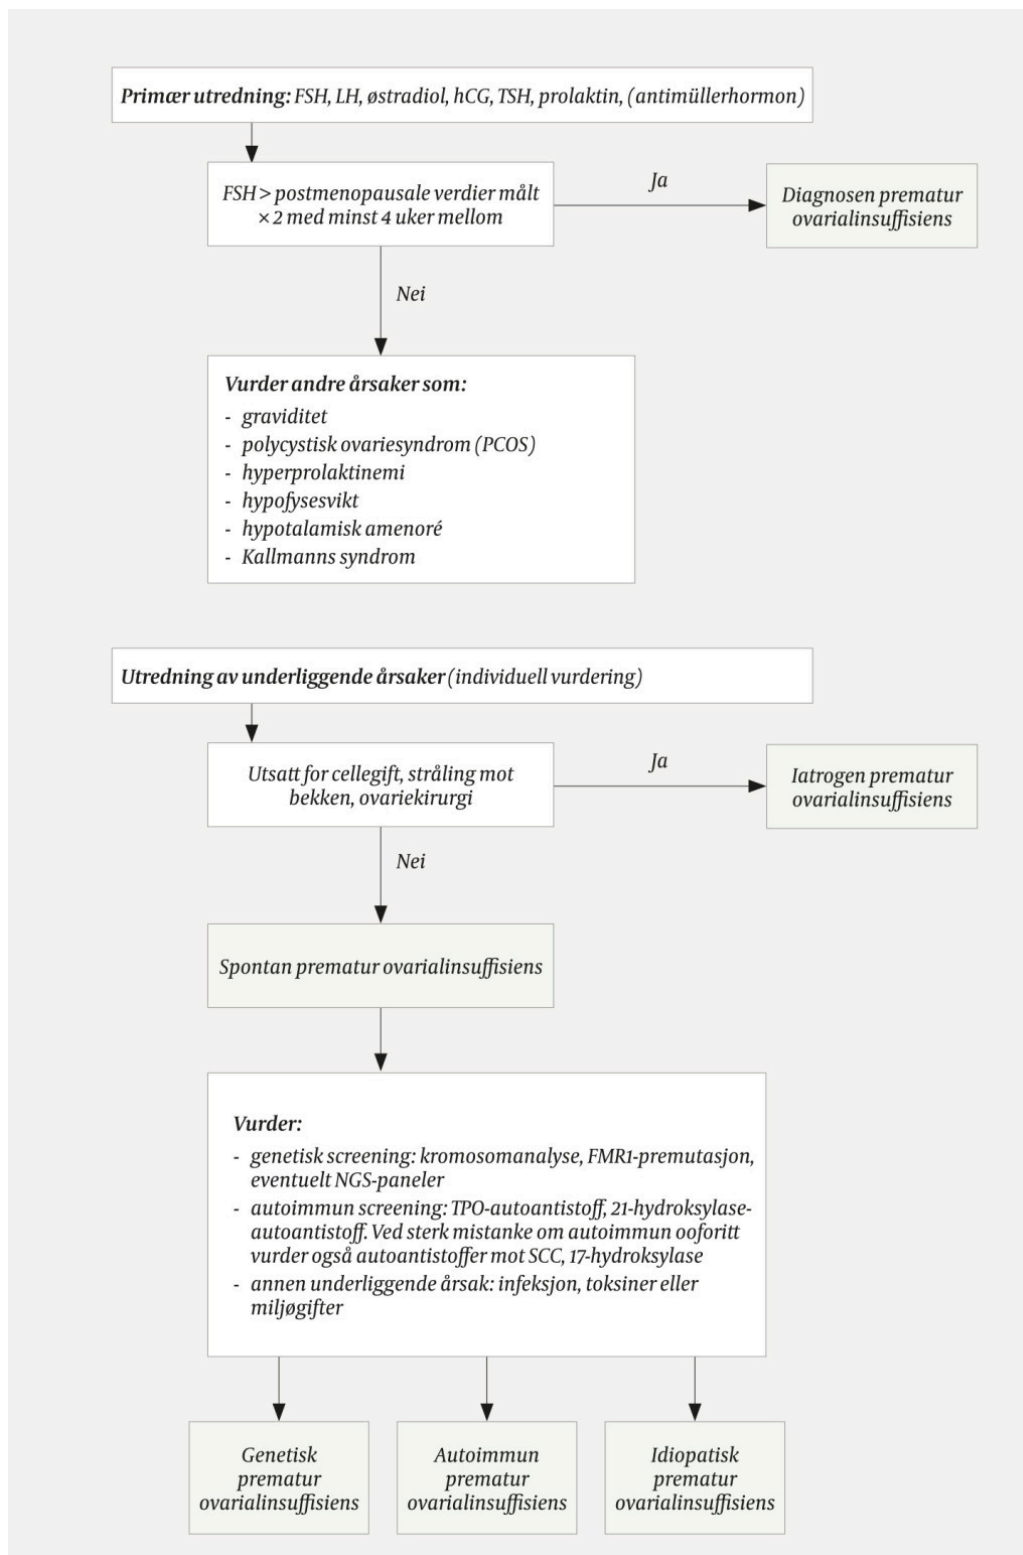 Primær utredning: FSH, LH, østradiol, hCG, TSH, prolaktin, (antimüllerhormon)
FSH > postmenopausale verdier målt
× 2 med minst 4 uker mellom
Ja
Diagnosen prematur
ovarialinsuffisiens
Nei
Vurder andre årsaker som:
- graviditet
- polycystisk ovariesyndrom (PCOS)
- hyperprolaktinemi
- hypofysesvikt
- hypotalamisk amenoré
- Kallmanns syndrom
Utredning av underliggende årsaker (individuell vurdering)
Utsatt for cellegift, stråling mot
bekken, ovariekirurgi
Ja
Iatrogen prematur
ovarialinsuffisiens
Nei
Spontan prematur ovarialinsuffisiens
Vurder:
- genetisk screening: kromosomanalyse, FMR1-premutasjon,
eventuelt NGS-paneler
- autoimmun screening: TPO-autoantistoff, 21-hydroksylase-
autoantistoff. Ved sterk mistanke om autoimmun ooforitt
vurder også autoantistoffer mot SCC, 17-hydroksylase
- annen underliggende årsak: infeksjon, toksiner eller
miljøgifter
Genetisk
prematur
ovarialinsuffisiens
Autoimmun
prematur
ovarialinsuffisiens
Idiopatisk
prematur
ovarialinsuffisiens